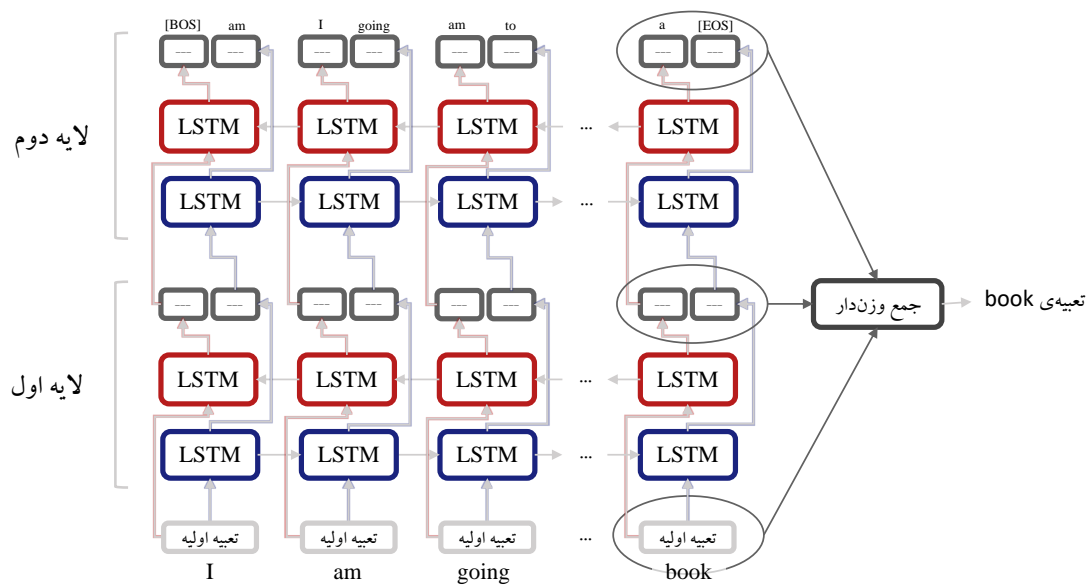 [BOS] am I going am to a [EOS]
--- --- --- --- --- --- --- ---
LSTM LSTM LSTM ... LSTM
لایه دوم
LSTM LSTM LSTM ... LSTM
--- --- --- --- --- --- --- ---
جمع وزن‌دار
تعبیه‌ی book
LSTM LSTM LSTM ... LSTM
لایه اول
LSTM LSTM LSTM ... LSTM
تعبیه اولیه تعبیه اولیه تعبیه اولیه ... تعبیه اولیه
I am going book